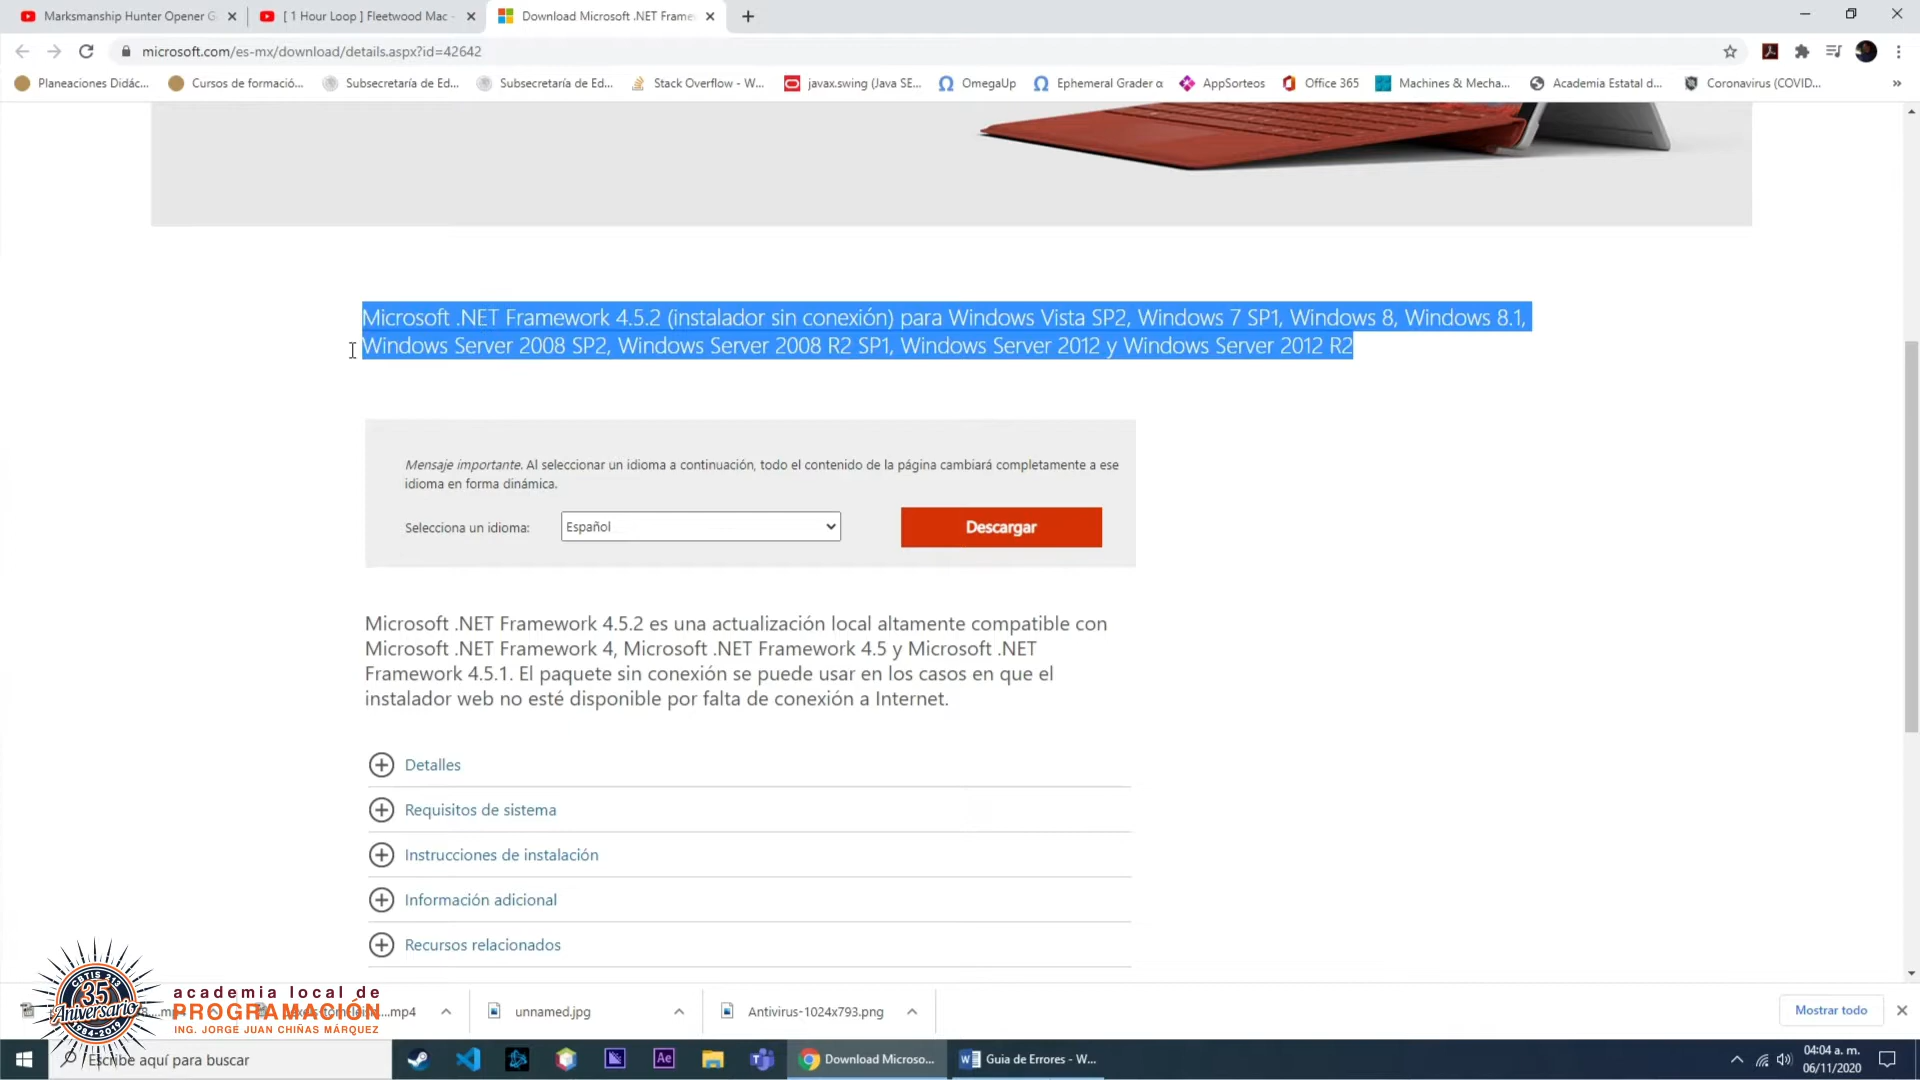 Marksmanship Hunter Opener G
[ 1 Hour Loop ] Fleetwood Mac -
Download Microsoft .NET Frame
microsoft.com/es-mx/download/details.aspx?id=42642
Planeaciones Didác...
Cursos de formació...
Subsecretaría de Ed...
Subsecretaría de Ed...
Stack Overflow - W...
javax.swing (Java SE...
OmegaUp
Ephemeral Grader α
AppSorteos
Office 365
Machines & Mecha...
Academia Estatal d...
Coronavirus (COVID...
»
Microsoft .NET Framework 4.5.2 (instalador sin conexión) para Windows Vista SP2, Windows 7 SP1, Windows 8, Windows 8.1,
Windows Server 2008 SP2, Windows Server 2008 R2 SP1, Windows Server 2012 y Windows Server 2012 R2
Mensaje importante. Al seleccionar un idioma a continuación, todo el contenido de la página cambiará completamente a ese
idioma en forma dinámica.
Selecciona un idioma:
Español
Descargar
Microsoft .NET Framework 4.5.2 es una actualización local altamente compatible con
Microsoft .NET Framework 4, Microsoft .NET Framework 4.5 y Microsoft .NET
Framework 4.5.1. El paquete sin conexión se puede usar en los casos en que el
instalador web no esté disponible por falta de conexión a Internet.
Detalles
Requisitos de sistema
Instrucciones de instalación
Información adicional
Recursos relacionados
CBTIS 213
35
Aniversario
1984-2019
academia local de
PROGRAMACIÓN
ING. JORGE JUAN CHIÑAS MÁRQUEZ
...mp4
unnamed.jpg
Antivirus-1024x793.png
Mostrar todo
Escribe aquí para buscar
Ae
Download Microso...
Guia de Errores - W...
04:04 a. m.
06/11/2020